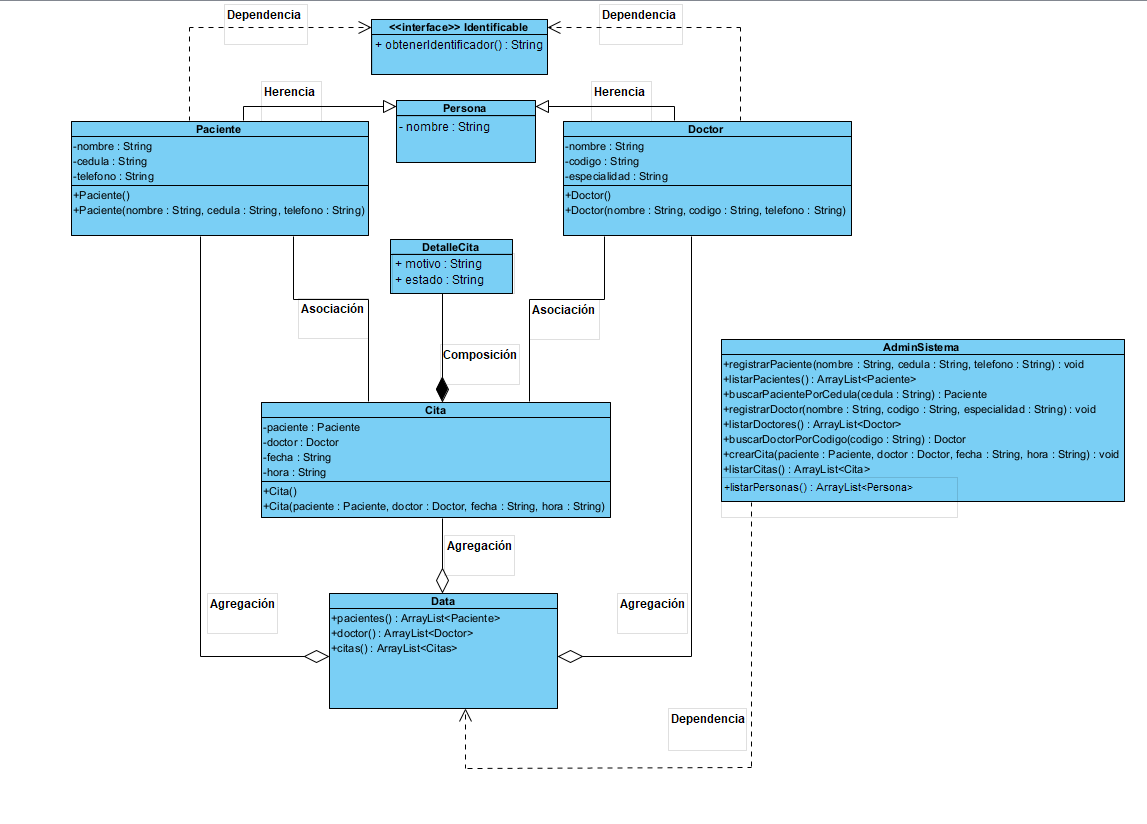 Dependencia
Dependencia
<<interface>> Identificable
+ obtenerIdentificador() : String
Herencia
Herencia
Persona
- nombre : String
Paciente
-nombre : String
-cedula : String
-telefono : String
+Paciente()
+Paciente(nombre : String, cedula : String, telefono : String)
Doctor
-nombre : String
-codigo : String
-especialidad : String
+Doctor()
+Doctor(nombre : String, codigo : String, telefono : String)
DetalleCita
+ motivo : String
+ estado : String
Asociación
Asociación
Composición
AdminSistema
+registrarPaciente(nombre : String, cedula : String, telefono : String) : void
+listarPacientes() : ArrayList<Paciente>
+buscarPacientePorCedula(cedula : String) : Paciente
+registrarDoctor(nombre : String, codigo : String, especialidad : String) : void
+listarDoctores() : ArrayList<Doctor>
+buscarDoctorPorCodigo(codigo : String) : Doctor
+crearCita(paciente : Paciente, doctor : Doctor, fecha : String, hora : String) : void
+listarCitas() : ArrayList<Cita>
+listarPersonas() : ArrayList<Persona>
Cita
-paciente : Paciente
-doctor : Doctor
-fecha : String
-hora : String
+Cita()
+Cita(paciente : Paciente, doctor : Doctor, fecha : String, hora : String)
Agregación
Agregación
Agregación
Data
+pacientes() : ArrayList<Paciente>
+doctor() : ArrayList<Doctor>
+citas() : ArrayList<Citas>
Dependencia